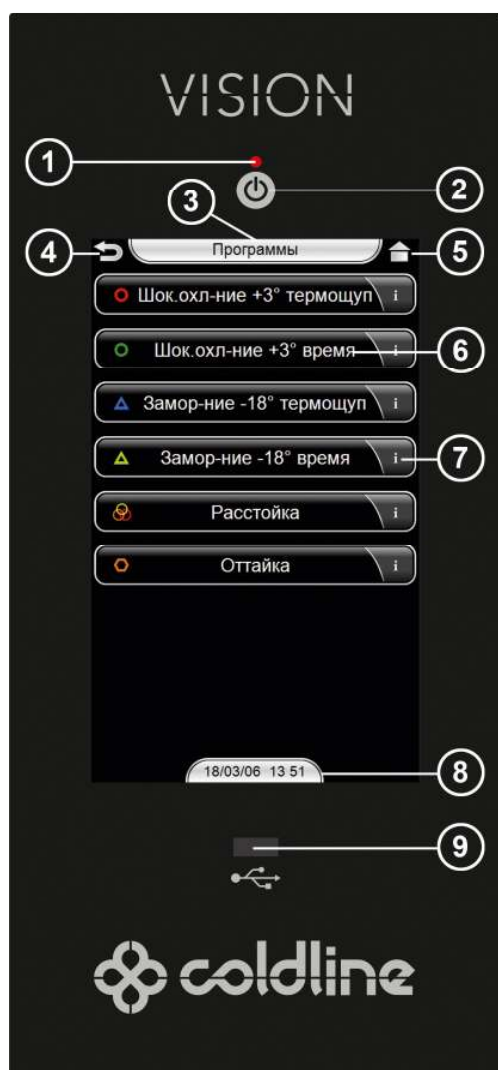 VISION
1
2
3
4
Программы
5
Шок.охл-ние +3° термощуп i
Шок.охл-ние +3° время i
6
Замор-ние -18° термощуп i
Замор-ние -18° время i
7
Расстойка i
Оттайка i
18/03/06 13 51
8
9
coldline